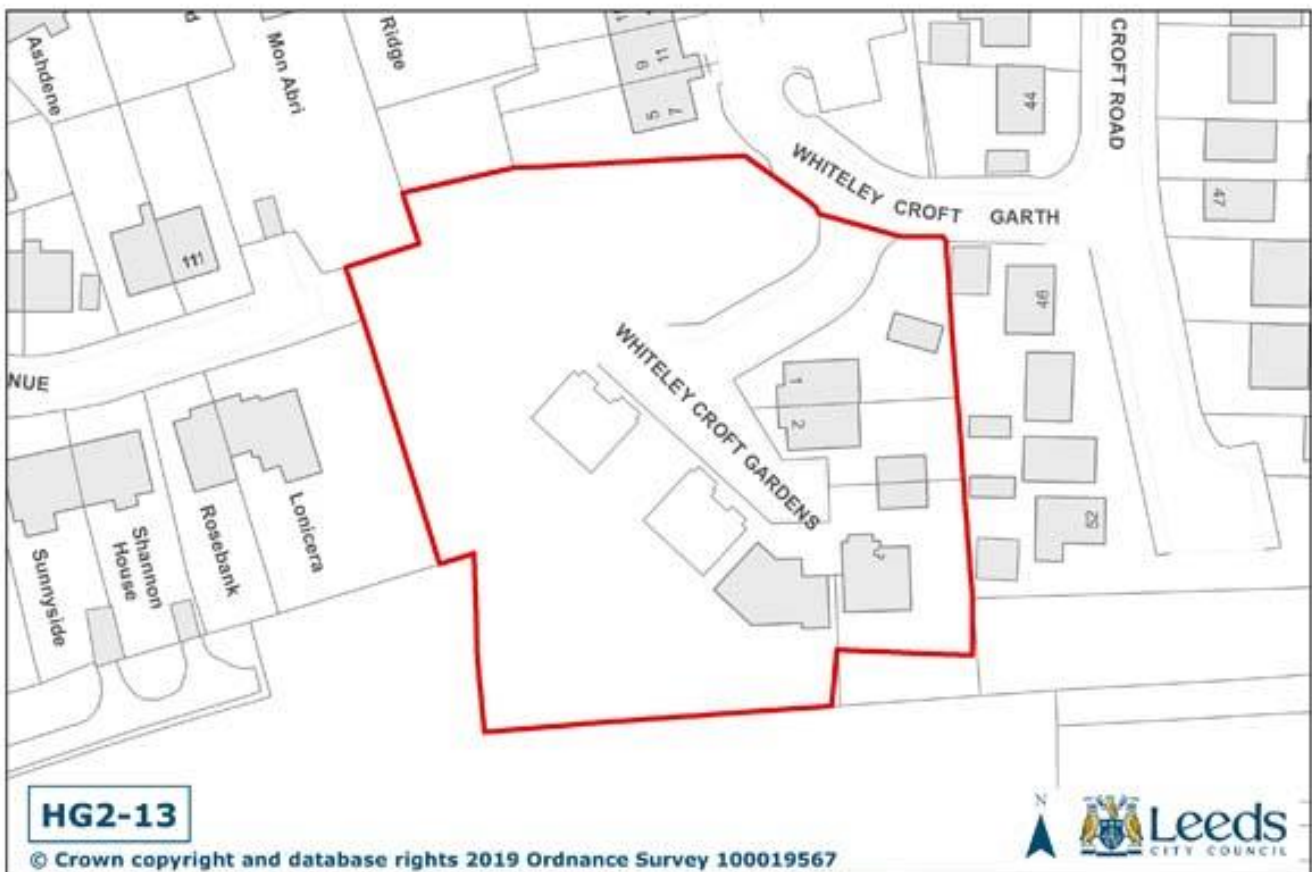 Ashdene
Mon Abri
Ridge
11
9
7
5
44
CROFT ROAD
WHITELEY CROFT GARTH
47
111
46
NUE
WHITELEY CROFT GARDENS
1
2
3
52
Sunnyside
Shannon
House
Rosebank
Lonicera
HG2-13
N
Leeds
CITY COUNCIL
© Crown copyright and database rights 2019 Ordnance Survey 100019567